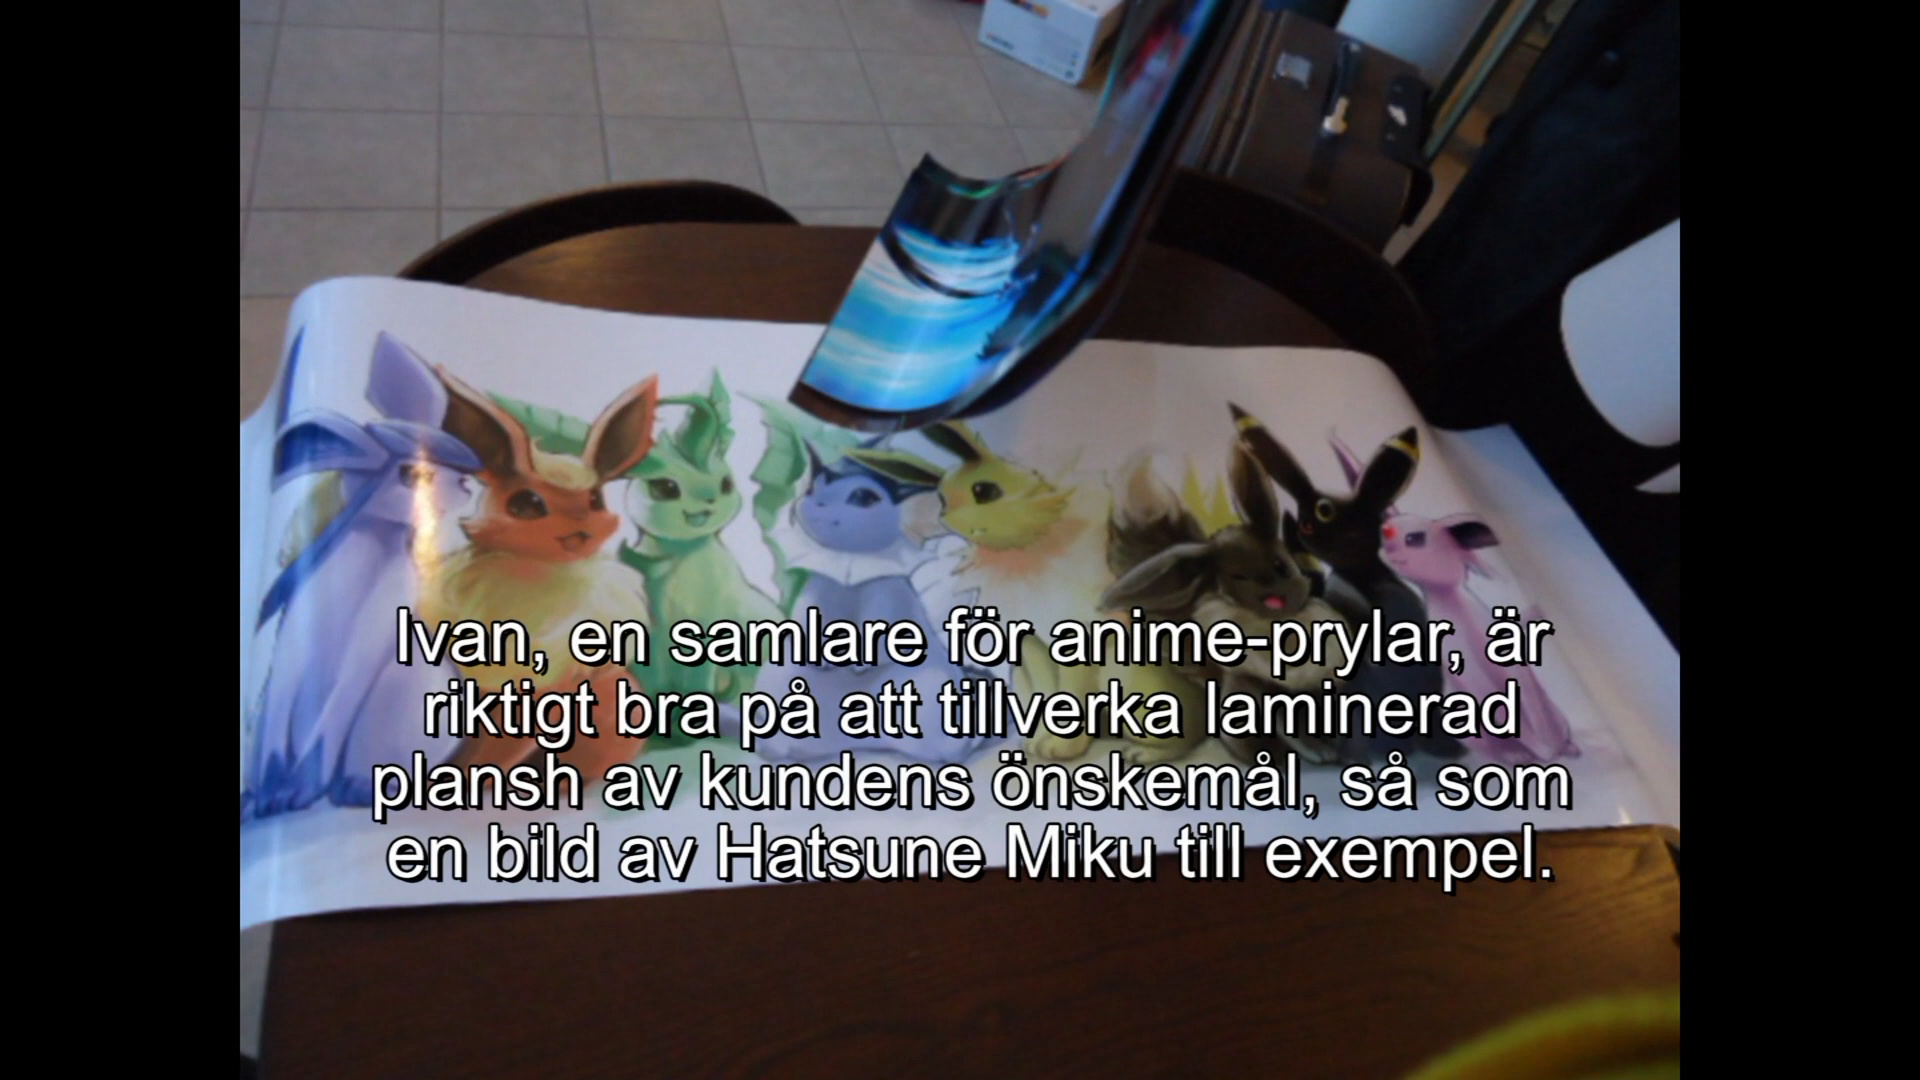 Ivan, en samlare för anime-prylar, är
riktigt bra på att tillverka laminerad
plansh av kundens önskemål, så som
en bild av Hatsune Miku till exempel.